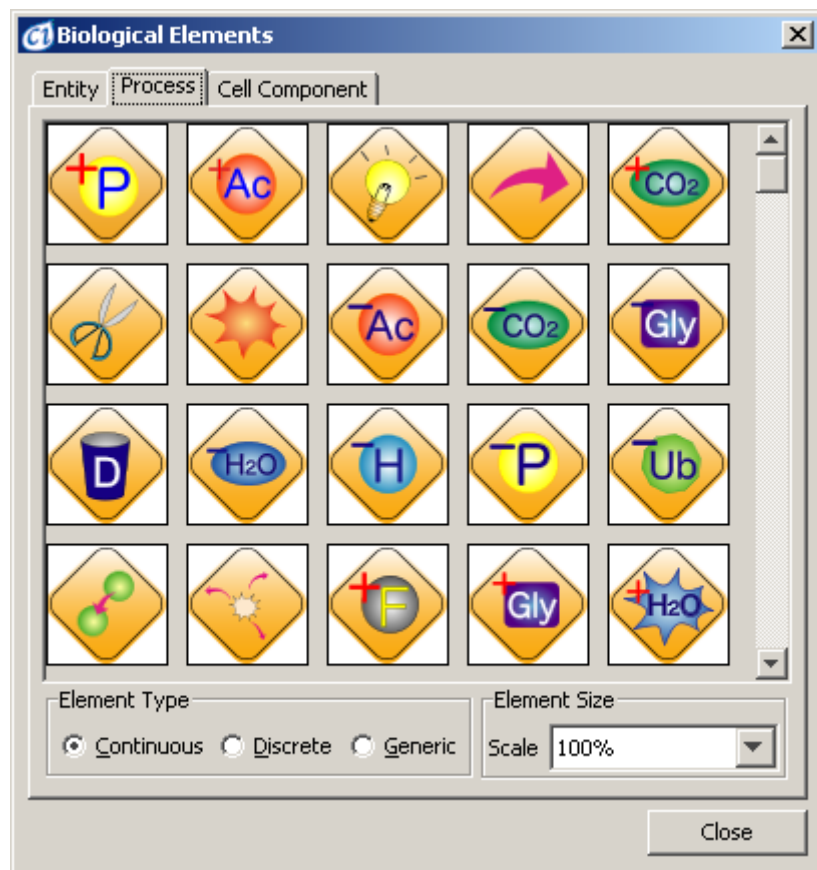 Ci Biological Elements
Entity Process Cell Component
+P +Ac +CO2
-Ac -CO2 -Gly
D -H2O -H -P -Ub
+F +Gly +H2O
Element Type Element Size
Continuous Discrete Generic Scale 100%
Close